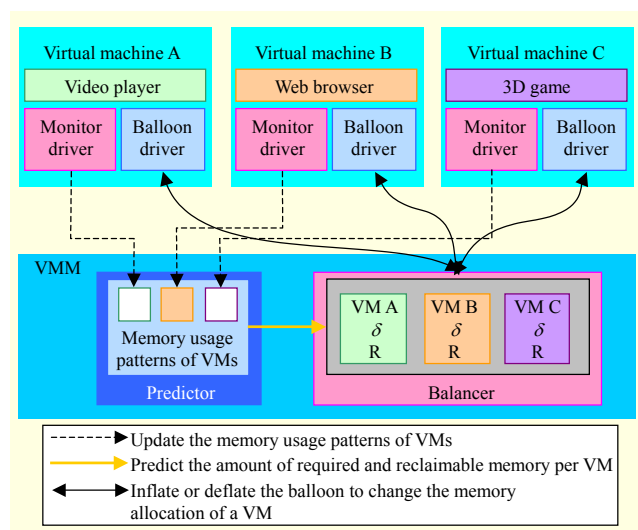 Virtual machine A
Virtual machine B
Virtual machine C
Video player
Web browser
3D game
Monitor
driver
Balloon
driver
Monitor
driver
Balloon
driver
Monitor
driver
Balloon
driver
VMM
Memory usage
patterns of VMs
Predictor
VM A
δ
R
VM B
δ
R
VM C
δ
R
Balancer
Update the memory usage patterns of VMs
Predict the amount of required and reclaimable memory per VM
Inflate or deflate the balloon to change the memory
allocation of a VM